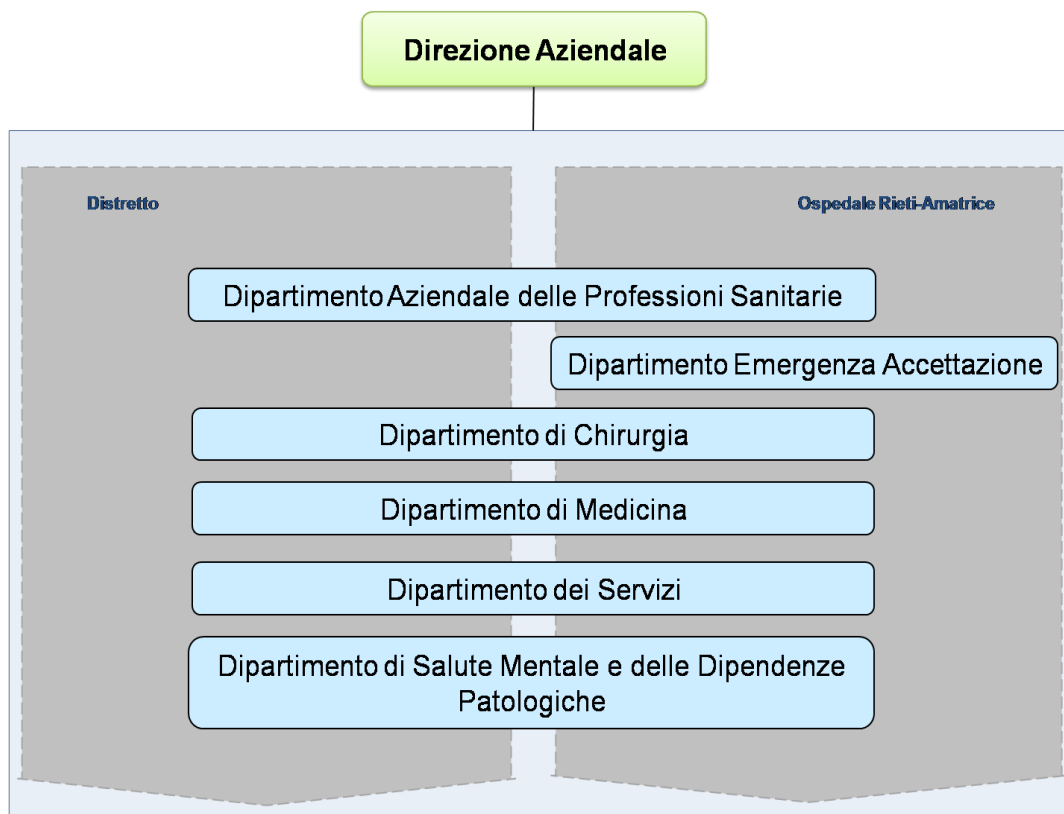 Direzione Aziendale
Distretto
Ospedale Rieti-Amatrice
Dipartimento Aziendale delle Professioni Sanitarie
Dipartimento Emergenza Accettazione
Dipartimento di Chirurgia
Dipartimento di Medicina
Dipartimento dei Servizi
Dipartimento di Salute Mentale e delle Dipendenze
Patologiche